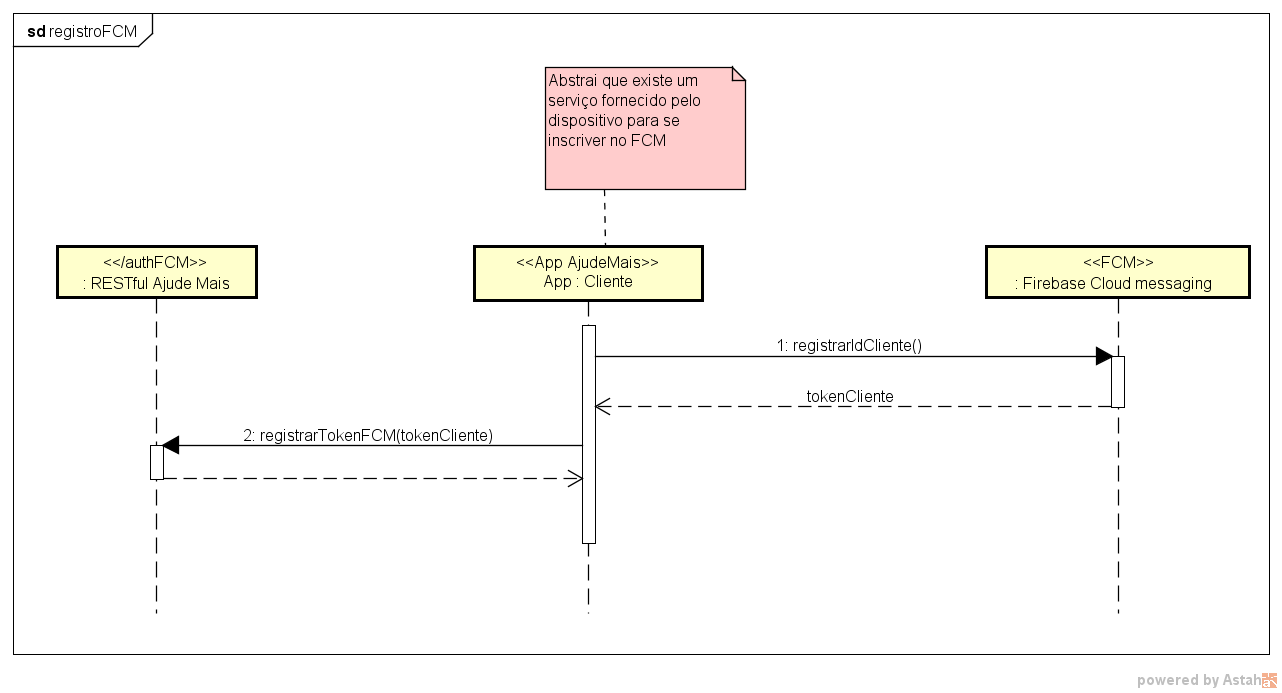 sd registroFCM
Abstrai que existe um
serviço fornecido pelo
dispositivo para se
inscriver no FCM
<</authFCM>>
: RESTful Ajude Mais
<<App AjudeMais>>
App : Cliente
<<FCM>>
: Firebase Cloud messaging
1: registrarIdCliente()
tokenCliente
2: registrarTokenFCM(tokenCliente)
powered by Astah